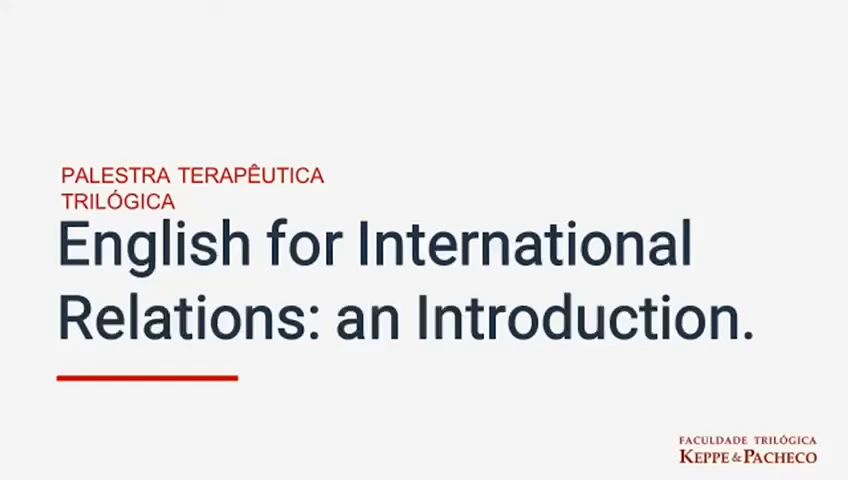 PALESTRA TERAPÊUTICA
TRILÓGICA
English for International
Relations: an Introduction.
FACULDADE TRILÓGICA
KEPPE & PACHECO